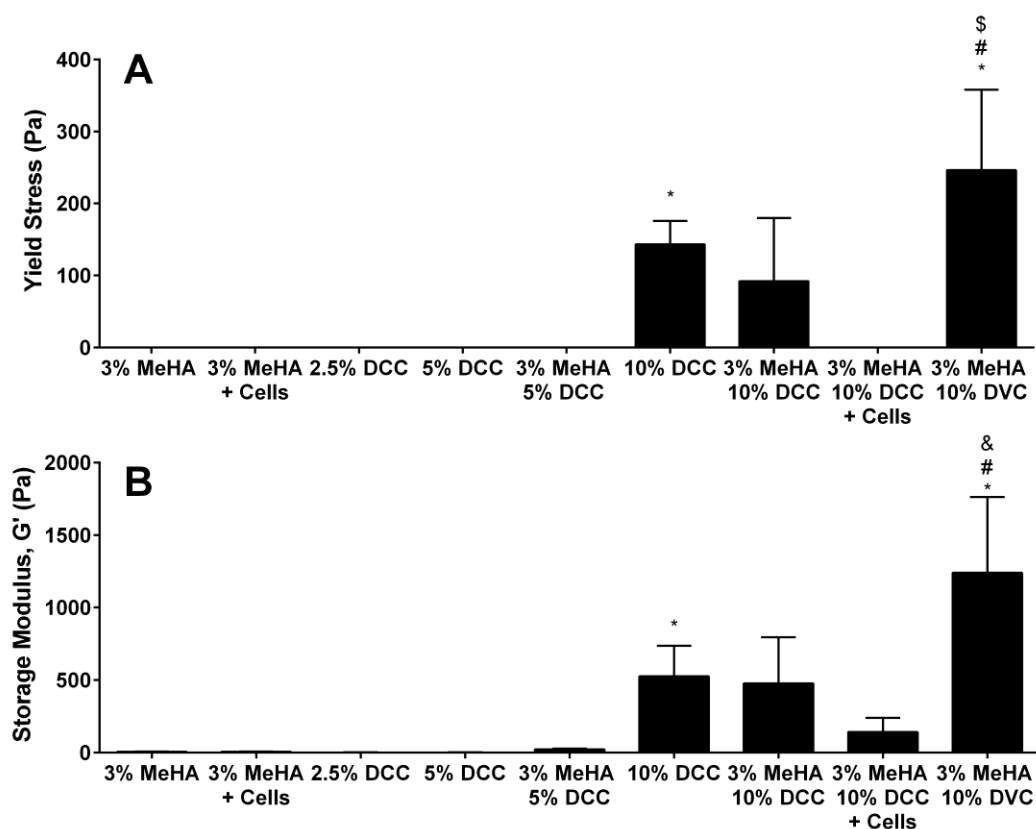 A
$
#
*
400
300
200
100
0
Yield Stress (Pa)
*
3% MeHA 3% MeHA 2.5% DCC 5% DCC 3% MeHA 10% DCC 3% MeHA 3% MeHA 3% MeHA
+ Cells 5% DCC 10% DCC 10% DCC 10% DVC
+ Cells
B
&
#
*
2000
1500
1000
500
0
Storage Modulus, G' (Pa)
*
3% MeHA 3% MeHA 2.5% DCC 5% DCC 3% MeHA 10% DCC 3% MeHA 3% MeHA 3% MeHA
+ Cells 5% DCC 10% DCC 10% DCC 10% DVC
+ Cells